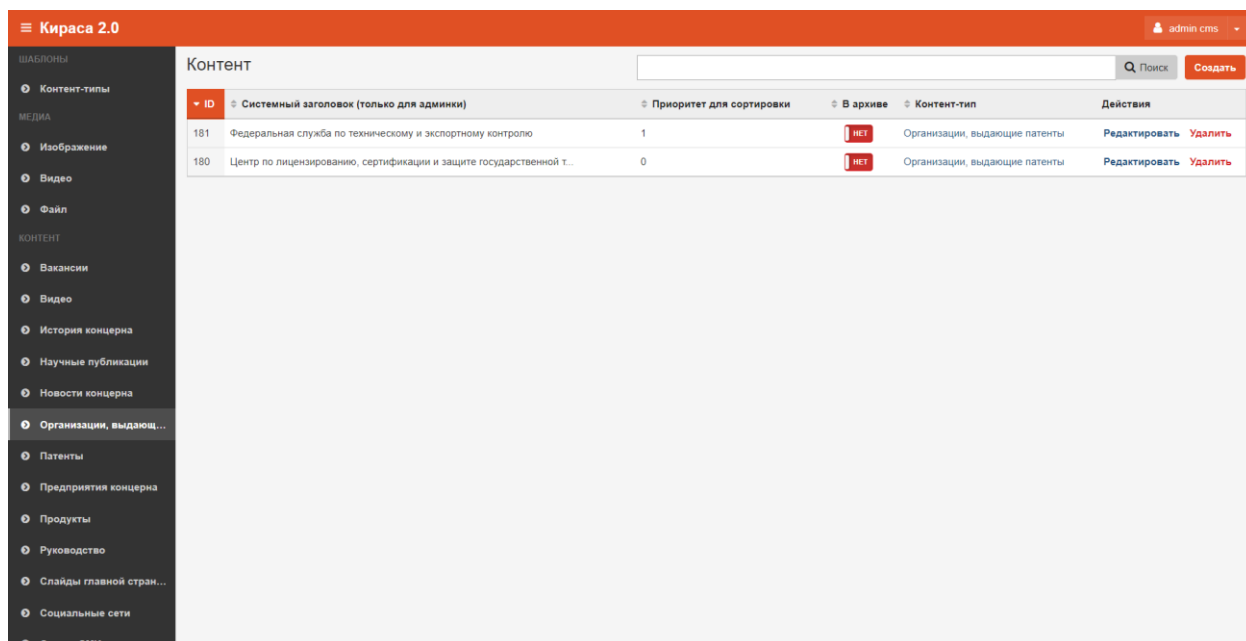 Кираса 2.0
admin cms
ШАБЛОНЫ
Контент-типы
МЕДИА
Изображение
Видео
Файл
КОНТЕНТ
Вакансии
Видео
История концерна
Научные публикации
Новости концерна
Организации, выдающ...
Патенты
Предприятия концерна
Продукты
Руководство
Слайды главной стран...
Социальные сети
Контент
Поиск
Создать
ID Системный заголовок (только для админки) Приоритет для сортировки В архиве Контент-тип Действия
181 Федеральная служба по техническому и экспортному контролю 1 НЕТ Организации, выдающие патенты Редактировать Удалить
180 Центр по лицензированию, сертификации и защите государственной т... 0 НЕТ Организации, выдающие патенты Редактировать Удалить